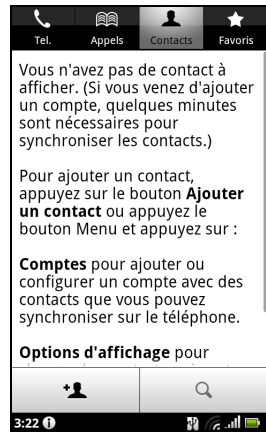 Tel. Appels Contacts Favoris
Vous n'avez pas de contact à
afficher. (Si vous venez d'ajouter
un compte, quelques minutes
sont nécessaires pour
synchroniser les contacts.)
Pour ajouter un contact,
appuyez sur le bouton Ajouter
un contact ou appuyez le
bouton Menu et appuyez sur :
Comptes pour ajouter ou
configurer un compte avec des
contacts que vous pouvez
synchroniser sur le téléphone.
Options d'affichage pour
3:22